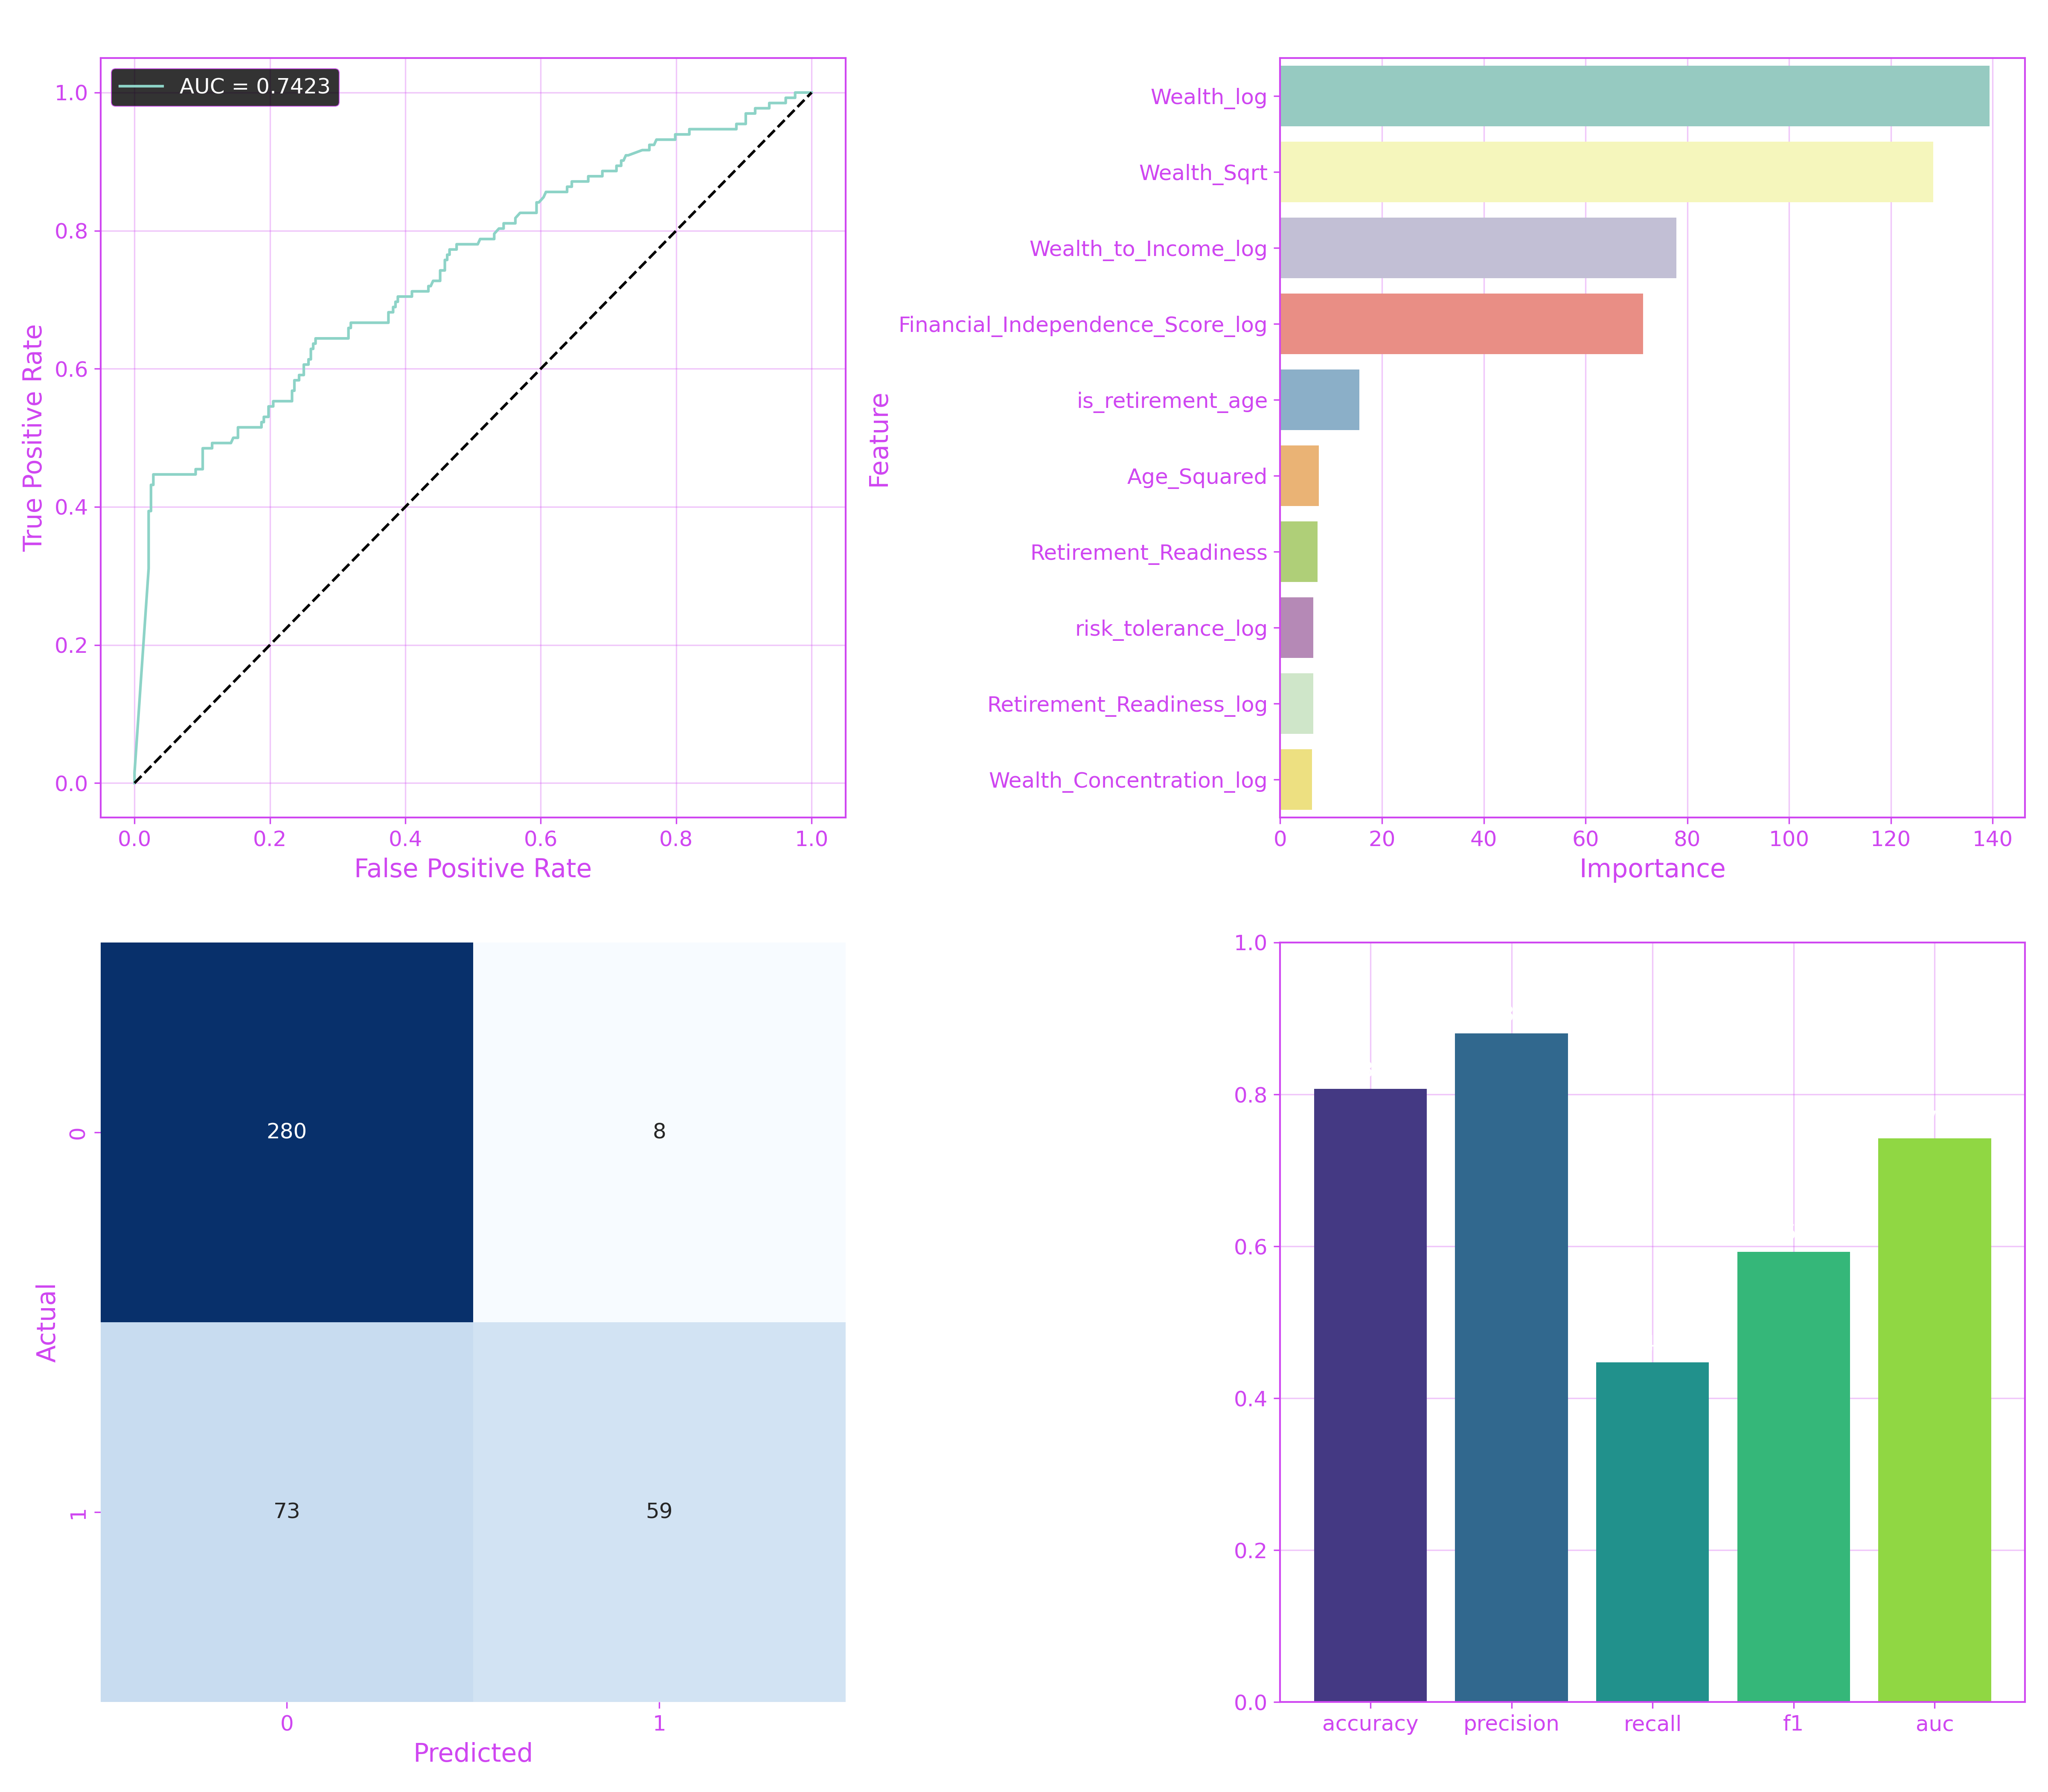 AUC = 0.7423
1.0
0.8
0.6
0.4
0.2
0.0
True Positive Rate
0.0 0.2 0.4 0.6 0.8 1.0
False Positive Rate
Feature
Wealth_log
Wealth_Sqrt
Wealth_to_Income_log
Financial_Independence_Score_log
is_retirement_age
Age_Squared
Retirement_Readiness
risk_tolerance_log
Retirement_Readiness_log
Wealth_Concentration_log
0 20 40 60 80 100 120 140
Importance
Actual
0
1
280 8
73 59
0 1
Predicted
1.0
0.8
0.6
0.4
0.2
0.0
accuracy precision recall f1 auc